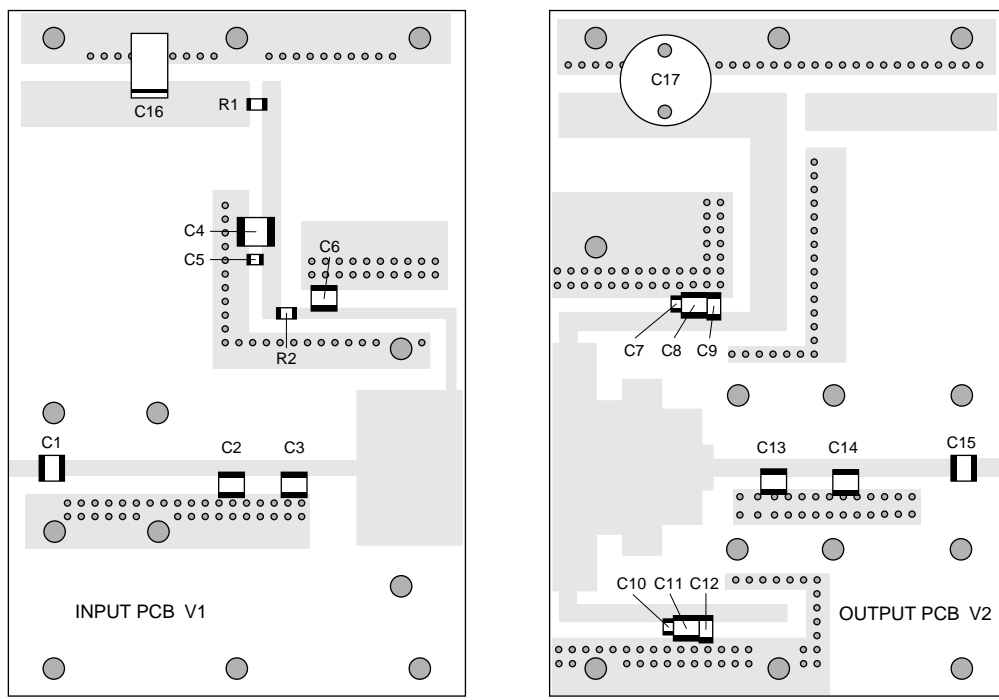 C16
R1
C4
C5
C6
R2
C1
C2
C3
INPUT PCB V1
C17
C7
C8
C9
C13
C14
C15
C10
C11
C12
OUTPUT PCB V2